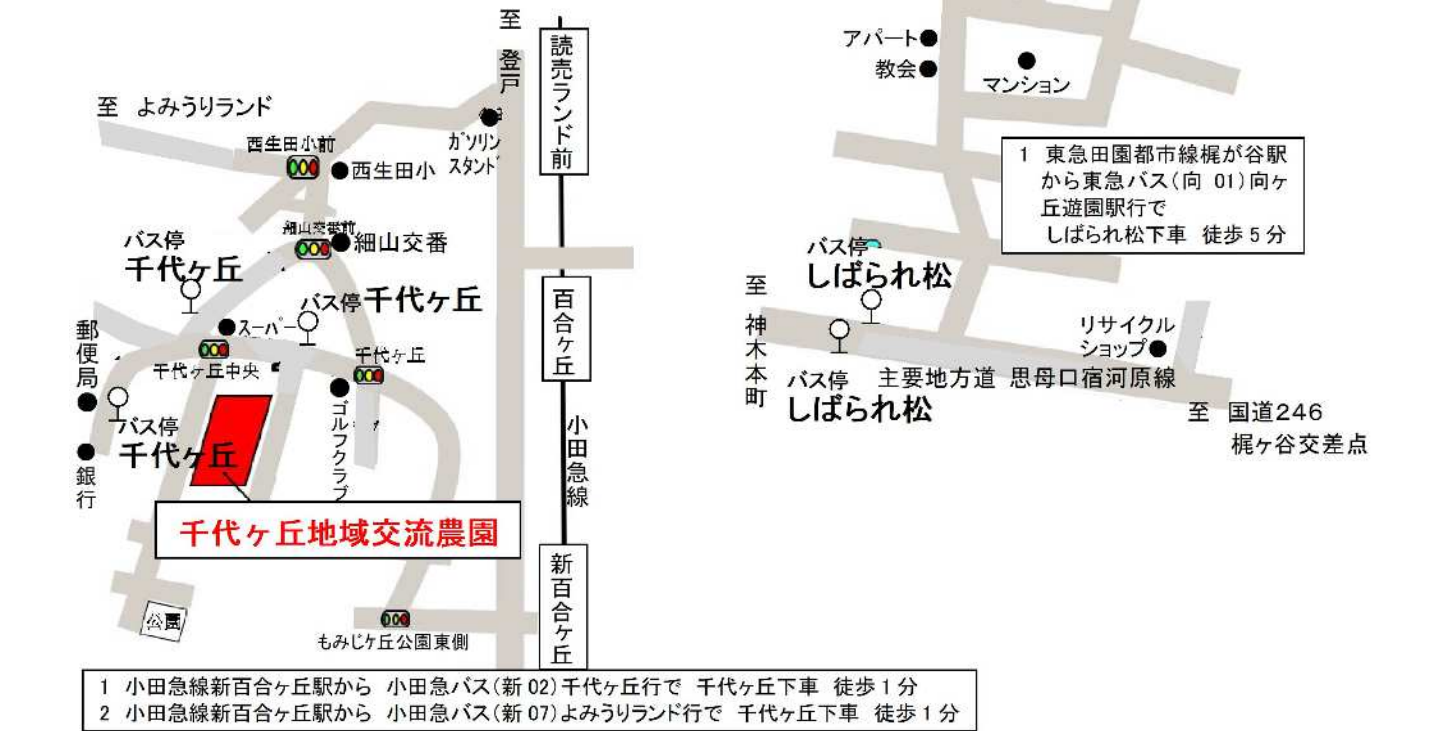 至 登戸
読売ランド前
至 よみうりランド
西生田小前
西生田小
ガソリン
スタンド
細山交番前
細山交番
バス停
千代ヶ丘
バス停 千代ヶ丘
百合ヶ丘
郵便局
スーパー
千代ヶ丘中央
千代ヶ丘
バス停
千代ヶ丘
ゴルフクラブ
銀行
小田急線
千代ヶ丘地域交流農園
新百合ヶ丘
公園
もみじケ丘公園東側
1 小田急線新百合ヶ丘駅から 小田急バス(新 02)千代ヶ丘行で 千代ヶ丘下車 徒歩1分
2 小田急線新百合ヶ丘駅から 小田急バス(新 07)よみうりランド行で 千代ヶ丘下車 徒歩1分
アパート
教会
マンション
1 東急田園都市線梶が谷駅
から東急バス(向 01)向ヶ
丘遊園駅行で
しばられ松下車 徒歩5分
バス停
しばられ松
至 神木本町
リサイクル
ショップ
バス停
しばられ松
主要地方道 思母口宿河原線
至 国道246
梶ヶ谷交差点